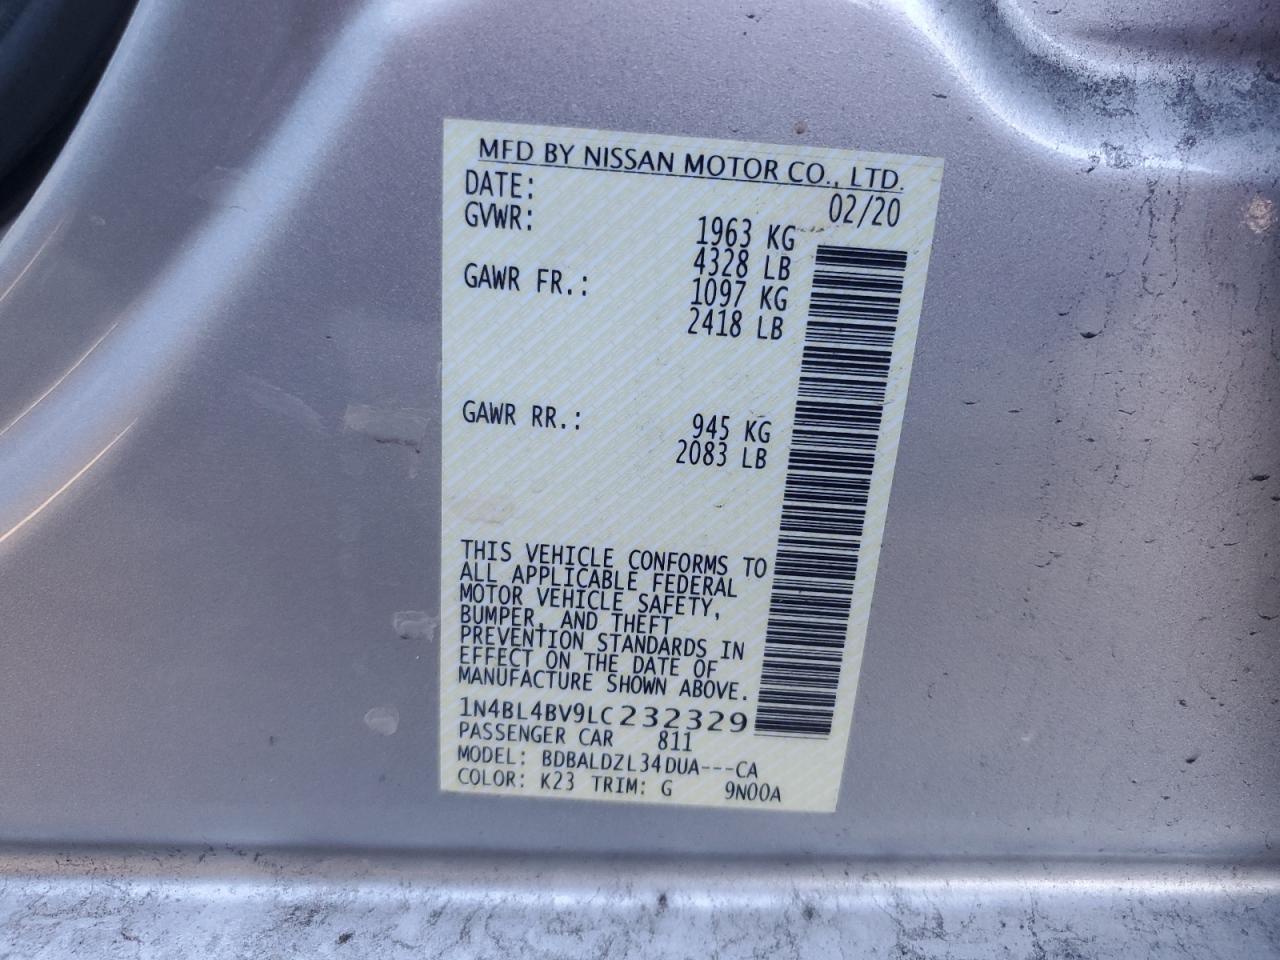 MFD BY NISSAN MOTOR CO., LTD.
DATE: 02/20
GVWR: 1963 KG
4328 LB
GAWR FR.: 1097 KG
2418 LB
GAWR RR.: 945 KG
2083 LB
THIS VEHICLE CONFORMS TO
ALL APPLICABLE FEDERAL
MOTOR VEHICLE SAFETY,
BUMPER, AND THEFT
PREVENTION STANDARDS IN
EFFECT ON THE DATE OF
MANUFACTURE SHOWN ABOVE.
1N4BL4BV9LC232329
PASSENGER CAR 811
MODEL: BDBALDZL34DUA---CA
COLOR: K23 TRIM: G 9N00A